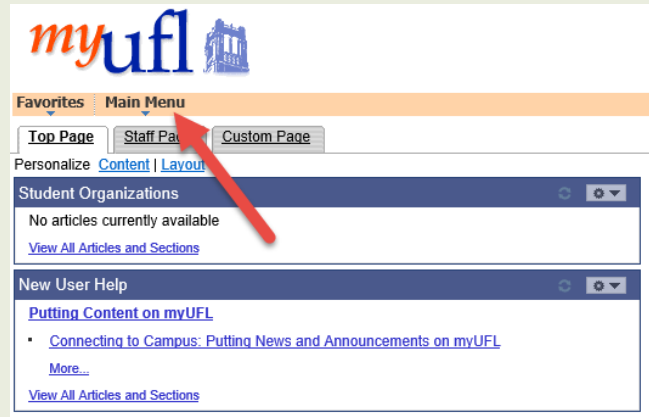 myufl
Favorites Main Menu
Top Page Staff Custom Page
Personalize Content | Layout
Student Organizations
No articles currently available
View All Articles and Sections
New User Help
Putting Content on myUFL
▪ Connecting to Campus: Putting News and Announcements on myUFL
More...
View All Articles and Sections